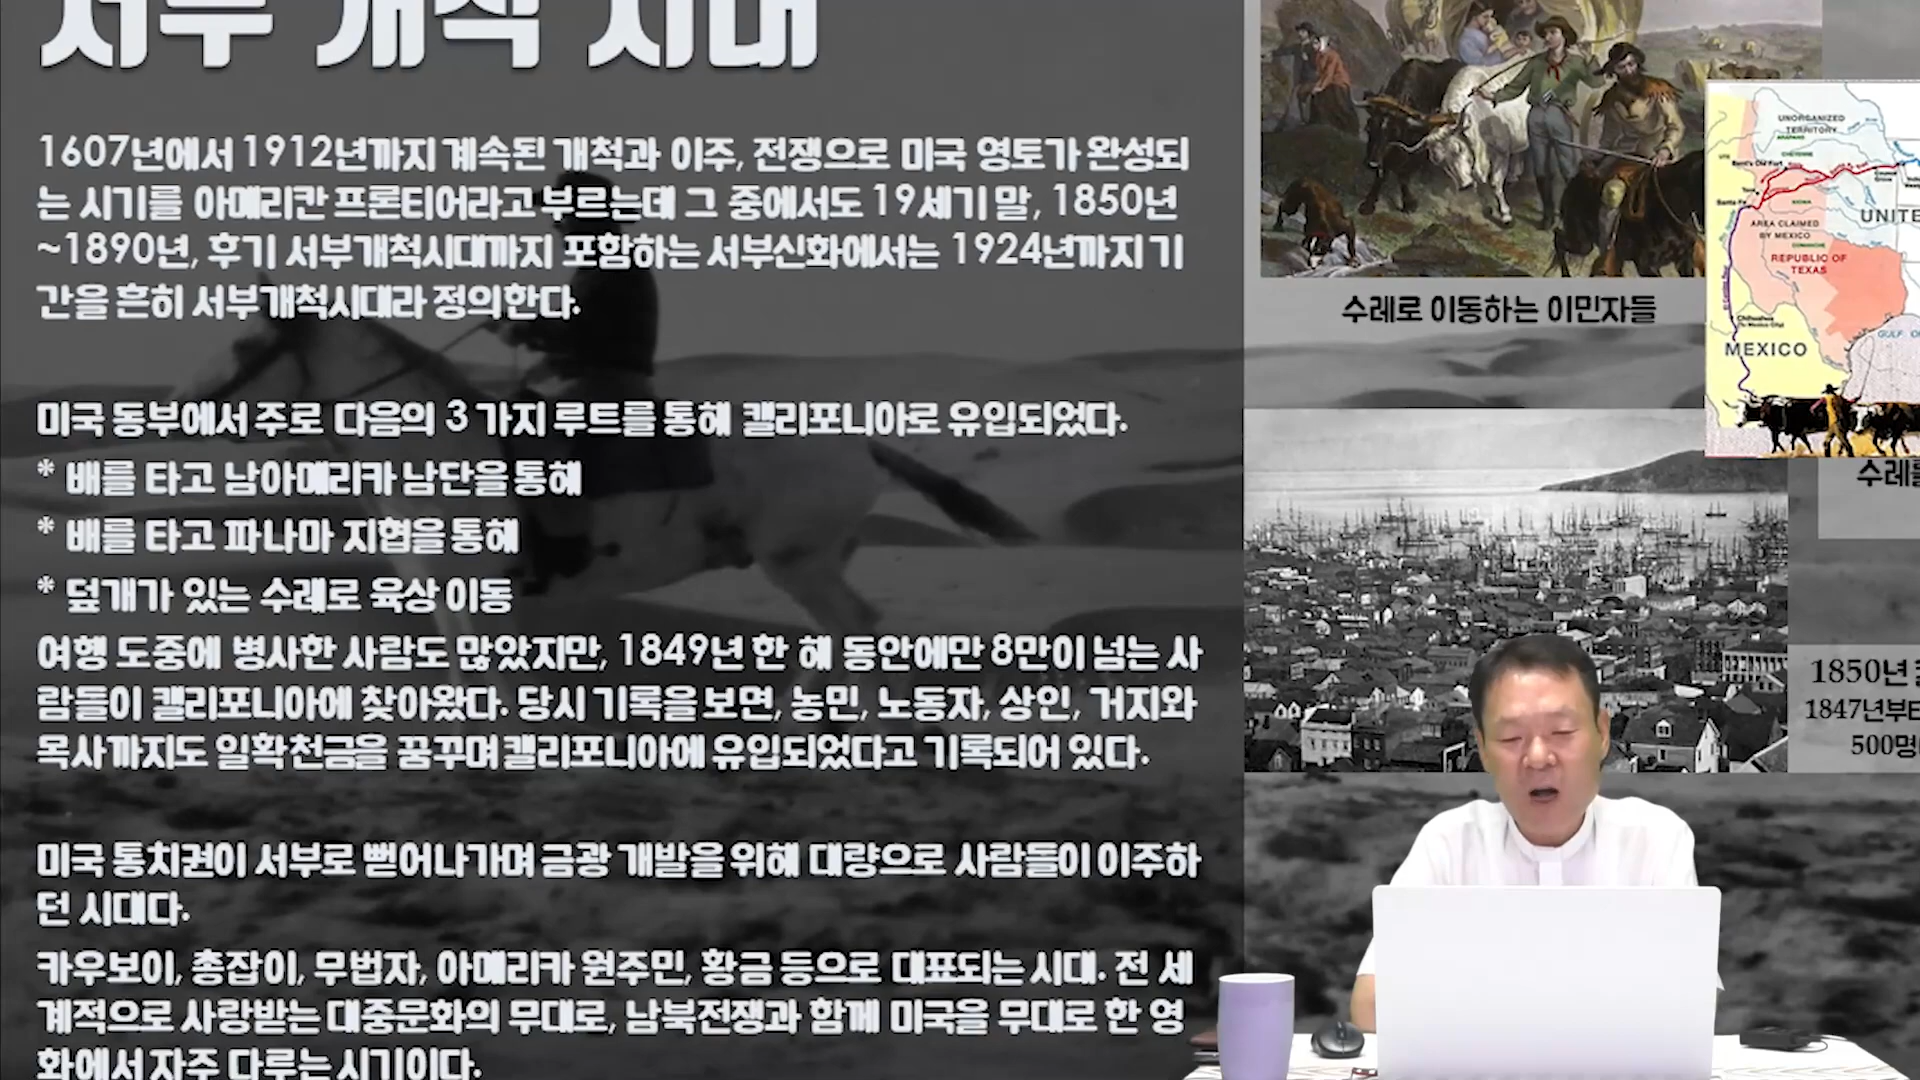 서부 개척 시대
1607년에서 1912년까지 계속된 개척과 이주, 전쟁으로 미국 영토가 완성되
는 시기를 아메리칸 프론티어라고 부르는데 그 중에서도 19세기 말, 1850년
~1890년, 후기 서부개척시대까지 포함하는 서부신화에서는 1924년까지 기
간을 흔히 서부개척시대라 정의한다.
미국 동부에서 주로 다음의 3 가지 루트를 통해 캘리포니아로 유입되었다.
* 배를 타고 남아메리카 남단을 통해
* 배를 타고 파나마 지협을 통해
* 덮개가 있는 수레로 육상 이동
여행 도중에 병사한 사람도 많았지만, 1849년 한 해 동안에만 8만이 넘는 사
람들이 캘리포니아에 찾아왔다. 당시 기록을 보면, 농민, 노동자, 상인, 거지와
목사까지도 일확천금을 꿈꾸며 캘리포니아에 유입되었다고 기록되어 있다.
미국 통치권이 서부로 뻗어나가며 금광 개발을 위해 대량으로 사람들이 이주하
던 시대다.
카우보이, 총잡이, 무법자, 아메리카 원주민, 황금 등으로 대표되는 시대. 전 세
계적으로 사랑받는 대중문화의 무대로, 남북전쟁과 함께 미국을 무대로 한 영
화에서 자주 다루는 시기이다.
수레로 이동하는 이민자들
UNORGANIZED
TERRITORY
Bent's Old Fort
Santa Fe
UNITE
AREA CLAIMED
BY MEXICO
COMANCHE
REPUBLIC OF
TEXAS
Chihuahua
GULF
MEXICO
수레를
1850년
1847년부터
500명